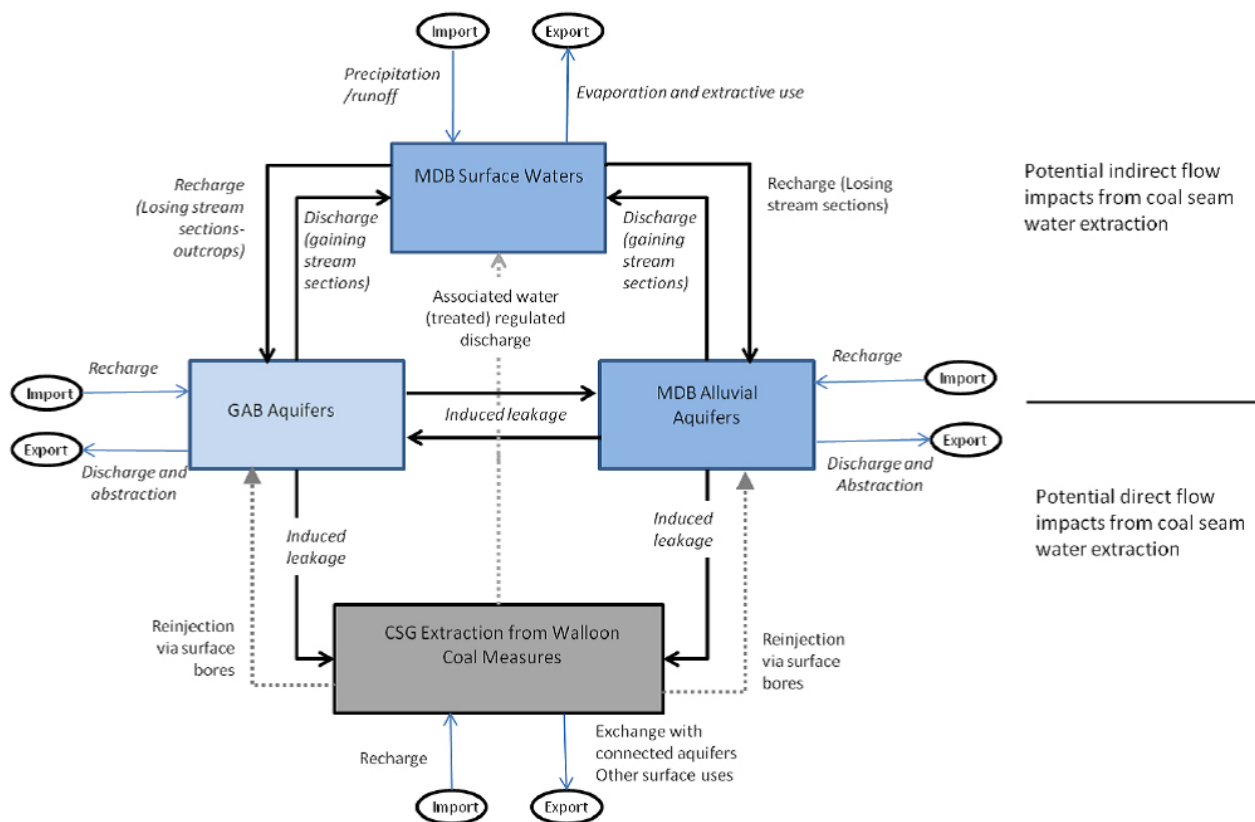 Import
Export
Precipitation
/runoff
Evaporation and extractive use
MDB Surface Waters
Recharge
(Losing stream
sections-
outcrops)
Discharge
(gaining
stream
sections)
Discharge
(gaining
stream
sections)
Recharge (Losing
stream sections)
Potential indirect flow
impacts from coal seam
water extraction
Associated water
(treated) regulated
discharge
Import
Recharge
GAB Aquifers
Export
Discharge and
abstraction
Induced leakage
MDB Alluvial
Aquifers
Recharge
Import
Export
Discharge and
Abstraction
Potential direct flow
impacts from coal seam
water extraction
Induced
leakage
Induced
leakage
Reinjection
via surface
bores
CSG Extraction from Walloon
Coal Measures
Reinjection
via surface
bores
Recharge
Exchange with
connected aquifers
Other surface uses
Import
Export